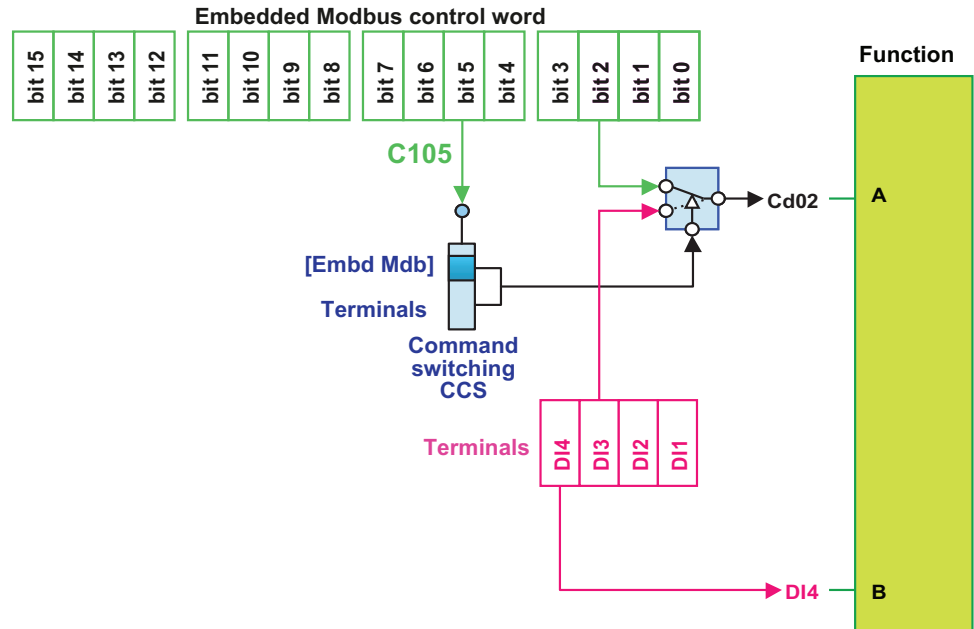 Embedded Modbus control word
bit 15
bit 14
bit 13
bit 12
bit 11
bit 10
bit 9
bit 8
bit 7
bit 6
bit 5
bit 4
bit 3
bit 2
bit 1
bit 0
Function
C105
Cd02
A
[Embd Mdb]
Terminals
Command
switching
CCS
Terminals
DI4
DI3
DI2
DI1
DI4
B